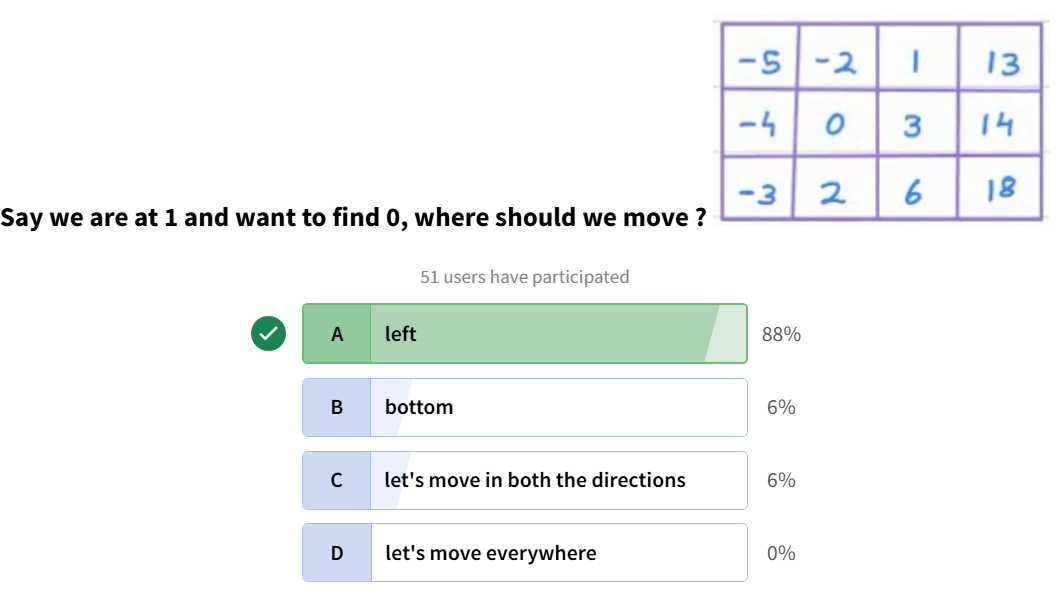 -5 -2 1 13
-4 0 3 14
-3 2 6 18
Say we are at 1 and want to find 0, where should we move ?
51 users have participated
A left 88%
B bottom 6%
C let's move in both the directions 6%
D let's move everywhere 0%